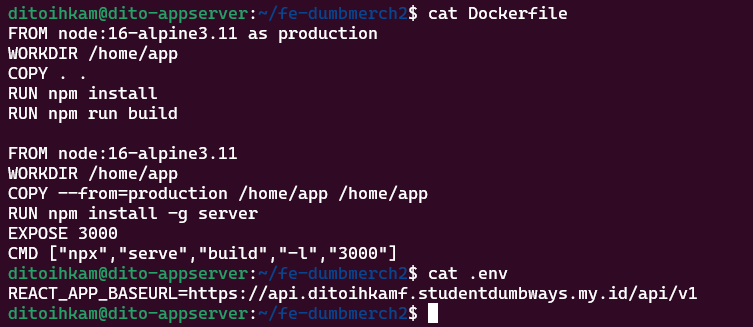 ditoihkam@dito-appserver:~/fe-dumbmerch2$ cat Dockerfile
FROM node:16-alpine3.11 as production
WORKDIR /home/app
COPY . .
RUN npm install
RUN npm run build
FROM node:16-alpine3.11
WORKDIR /home/app
COPY --from=production /home/app /home/app
RUN npm install -g server
EXPOSE 3000
CMD ["npx","serve","build","-l","3000"]
ditoihkam@dito-appserver:~/fe-dumbmerch2$ cat .env
REACT_APP_BASEURL=https://api.ditoihkamf.studentdumbways.my.id/api/v1
ditoihkam@dito-appserver:~/fe-dumbmerch2$